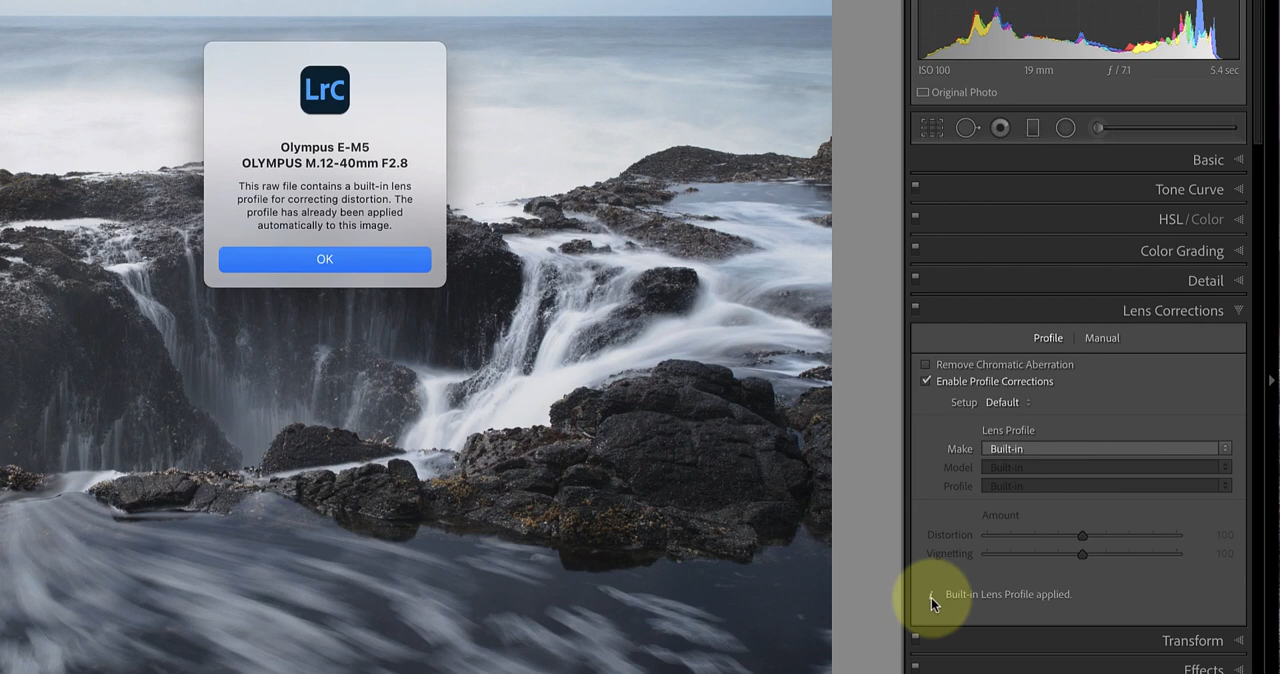 LrC
Olympus E-M5
OLYMPUS M.12-40mm F2.8
This raw file contains a built-in lens
profile for correcting distortion. The
profile has already been applied
automatically to this image.
OK
ISO 100 19 mm ƒ / 7.1 5.4 sec
Original Photo
Basic
Tone Curve
HSL / Color
Color Grading
Detail
Lens Corrections
Profile | Manual
Remove Chromatic Aberration
Enable Profile Corrections
Setup Default
Lens Profile
Make Built-in
Model Built-in
Profile Built-in
Amount
Distortion 100
Vignetting 100
Built-in Lens Profile applied.
Transform
Effects